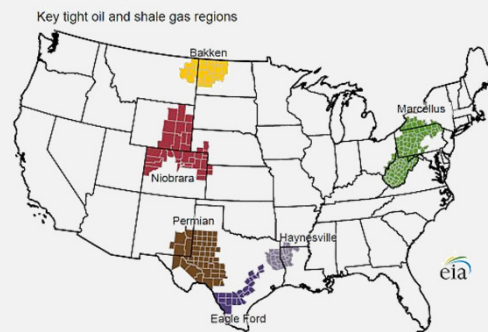 Key tight oil and shale gas regions
Bakken
Marcellus
Niobrara
Permian
Haynesville
eia
Eagle Ford